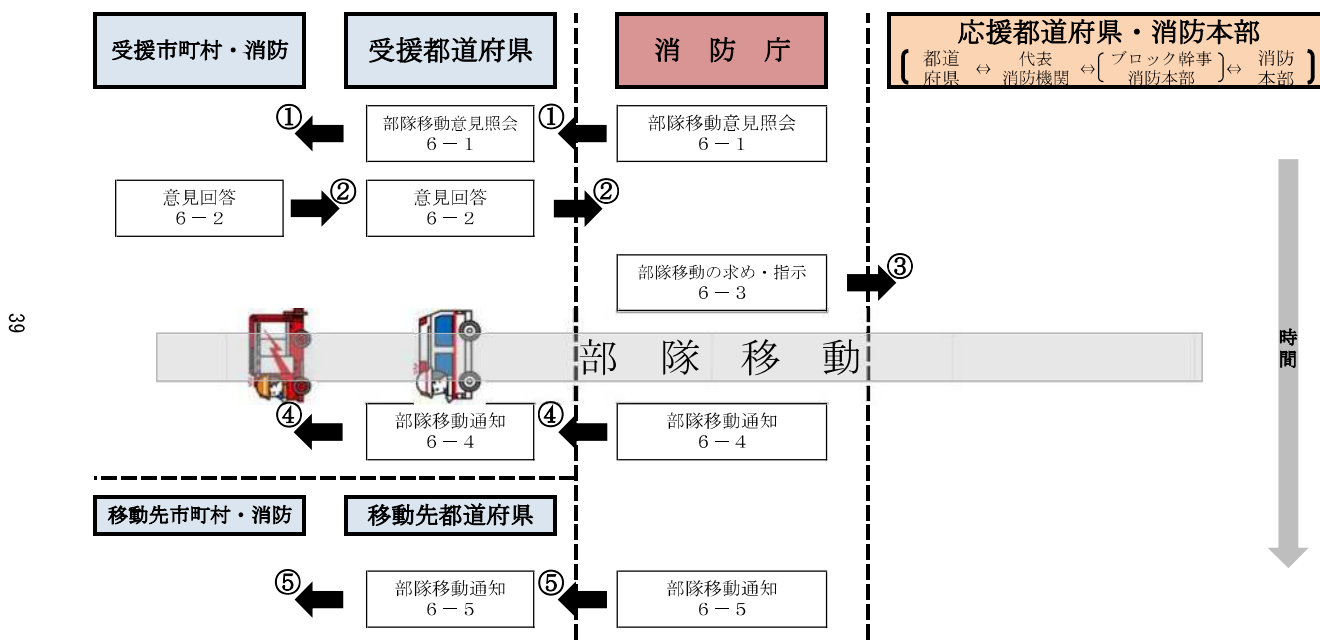 受援市町村・消防
受援都道府県
消 防 庁
応援都道府県・消防本部
都道府県 ⇔ 代表消防機関 ⇔ ブロック幹事消防本部 ⇔ 消防本部
①
部隊移動意見照会
6－1
①
部隊移動意見照会
6－1
意見回答
6－2
②
意見回答
6－2
②
部隊移動の求め・指示
6－3
③
部 隊 移 動
④
部隊移動通知
6－4
④
部隊移動通知
6－4
移動先市町村・消防
移動先都道府県
⑤
部隊移動通知
6－5
⑤
部隊移動通知
6－5
時間
39